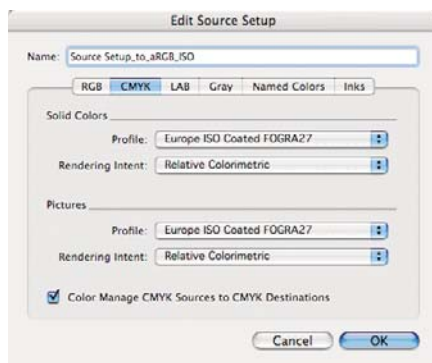 Edit Source Setup
Name: Source Setup_to_aRGB_ISO
RGB CMYK LAB Gray Named Colors Inks
Solid Colors
Profile: Europe ISO Coated FOGRA27
Rendering Intent: Relative Colorimetric
Pictures
Profile: Europe ISO Coated FOGRA27
Rendering Intent: Relative Colorimetric
Color Manage CMYK Sources to CMYK Destinations
Cancel OK